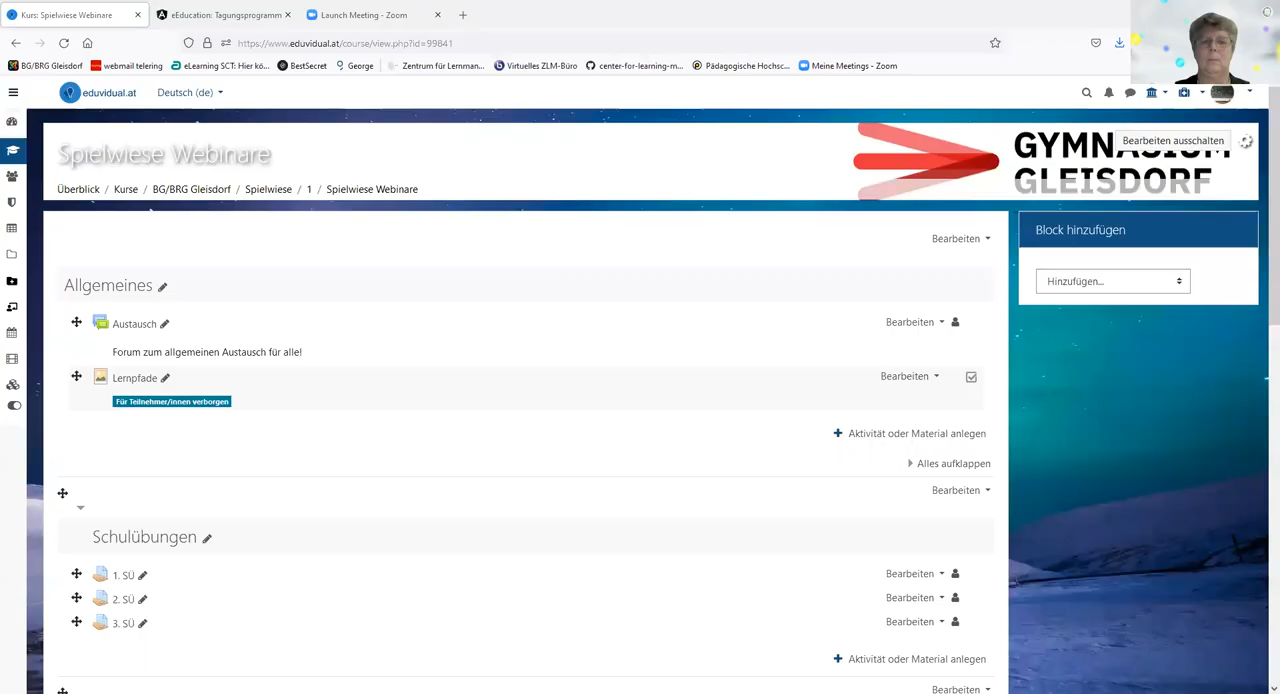 Kurs: Spielwiese Webinare
eEducation: Tagungsprogramm
Launch Meeting - Zoom
https://www.eduvidual.at/course/view.php?id=99841
BG/BRG Gleisdorf
webmail telering
eLearning SCT: Hier kö...
BestSecret
George
Zentrum für Lernman...
Virtuelles ZLM-Büro
center-for-learning-m...
Pädagogische Hochsc...
Meine Meetings - Zoom
eduvidual.at
Deutsch (de)
Spielwiese Webinare
GYMNASIUM
GLEISDORF
Bearbeiten ausschalten
Überblick / Kurse / BG/BRG Gleisdorf / Spielwiese / 1 / Spielwiese Webinare
Bearbeiten
Block hinzufügen
Hinzufügen...
Allgemeines
Austausch
Bearbeiten
Forum zum allgemeinen Austausch für alle!
Lernpfade
Bearbeiten
Für Teilnehmer/innen verborgen
Aktivität oder Material anlegen
Alles aufklappen
Bearbeiten
Schulübungen
1. SÜ
Bearbeiten
2. SÜ
Bearbeiten
3. SÜ
Bearbeiten
Aktivität oder Material anlegen
Bearbeiten